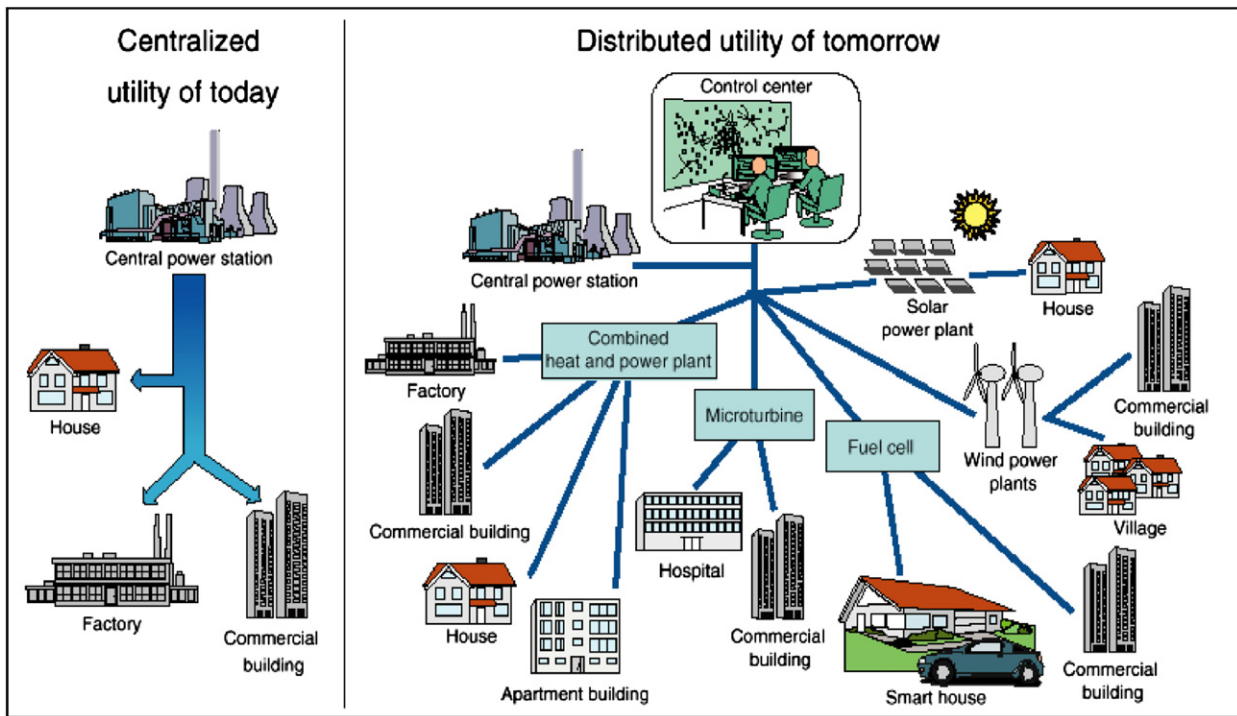 Centralized
utility of today
Central power station
House
Factory
Commercial
building
Distributed utility of tomorrow
Control center
Central power station
Solar
power plant
House
Combined
heat and power plant
Factory
Microturbine
Fuel cell
Wind power
plants
Commercial
building
Village
Commercial building
House
Apartment building
Hospital
Commercial
building
Smart house
Commercial
building